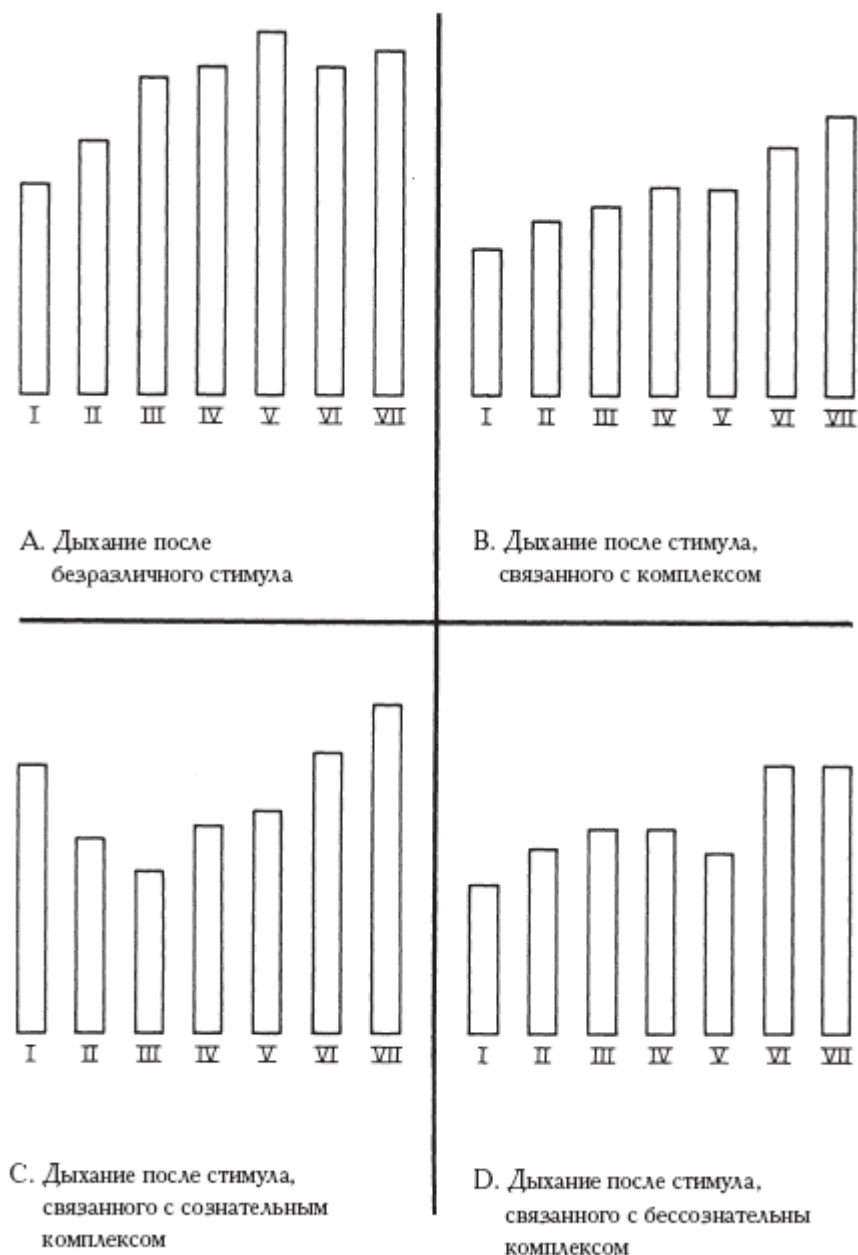 I II III IV V VI VII
I II III IV V VI VII
A. Дыхание после
безразличного стимула
B. Дыхание после стимула,
связанного с комплексом
I II III IV V VI VII
I II III IV V VI VII
C. Дыхание после стимула,
связанного с сознательным
комплексом
D. Дыхание после стимула,
связанного с бессознательны
комплексом